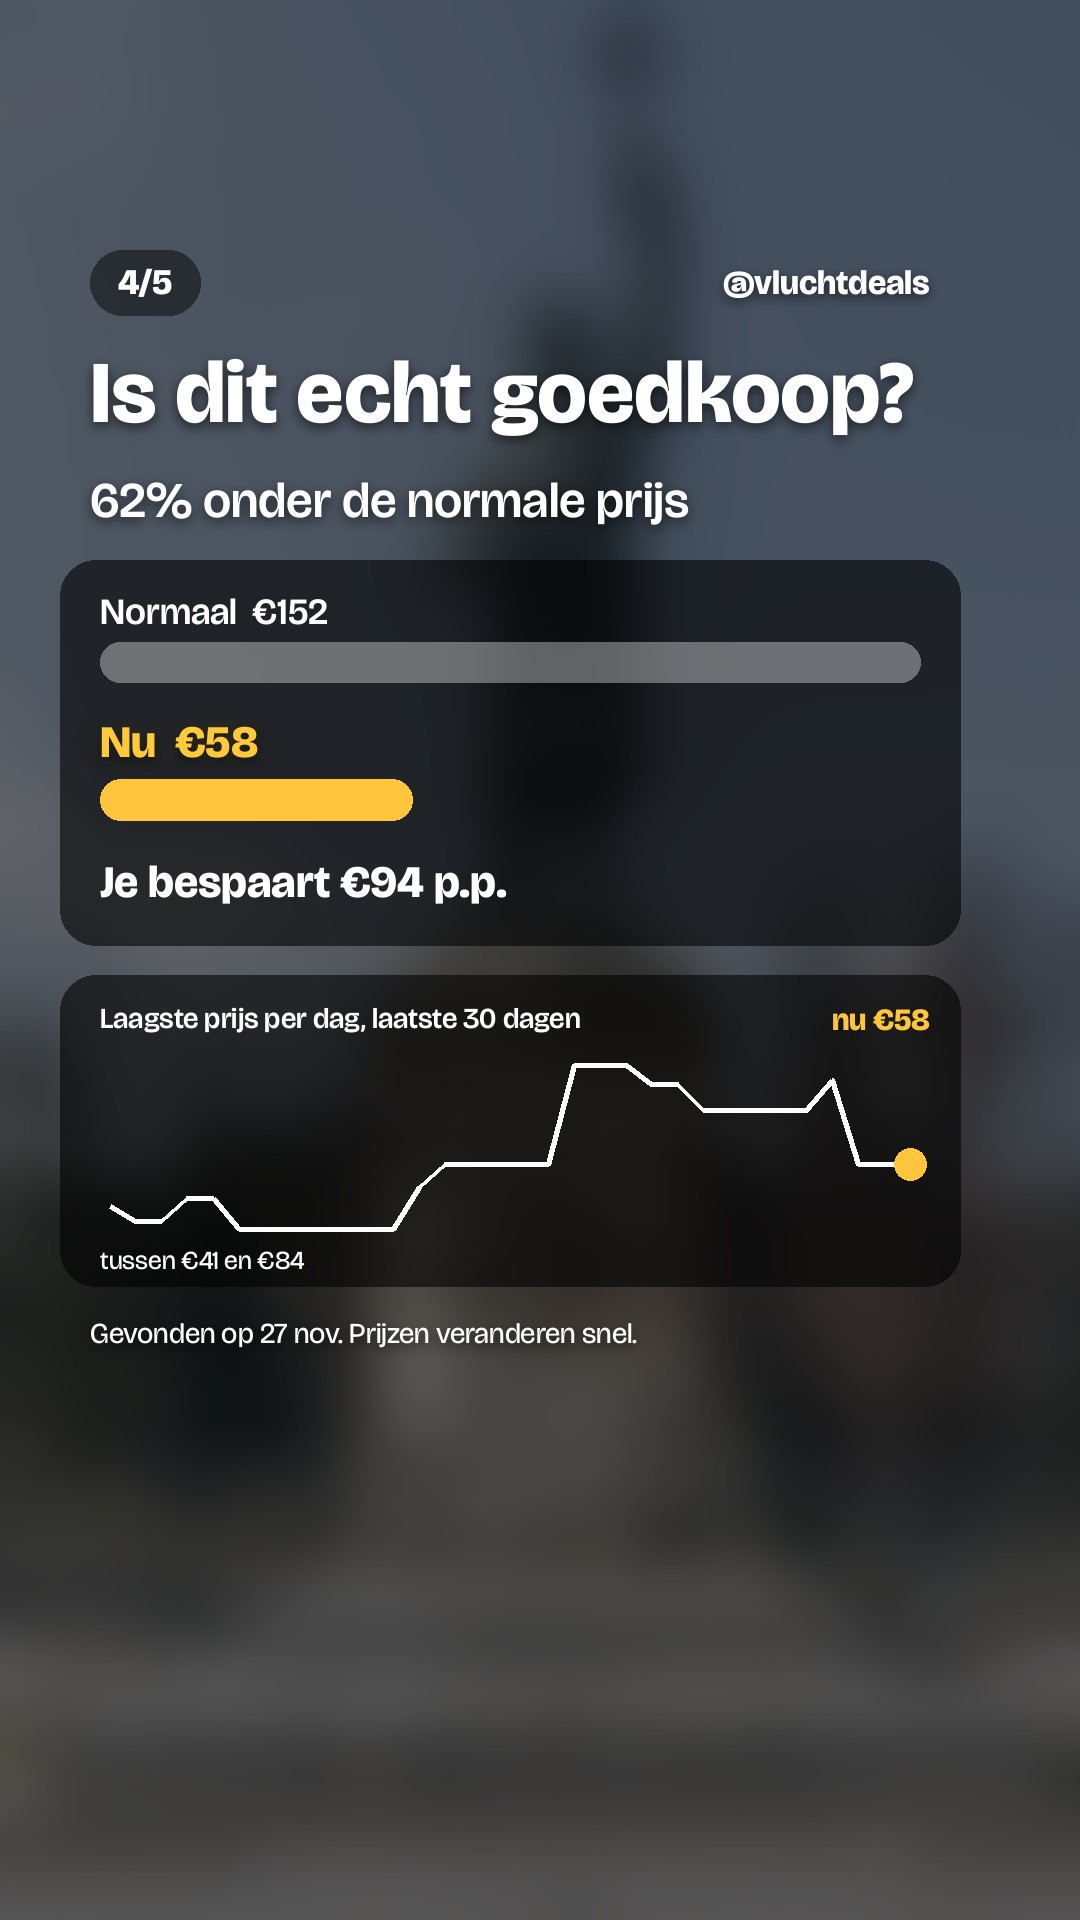 4/5
@vluchtdeals
Is dit echt goedkoop?
62% onder de normale prijs
Normaal €152
Nu €58
Je bespaart €94 p.p.
Laagste prijs per dag, laatste 30 dagen
nu €58
tussen €41 en €84
Gevonden op 27 nov. Prijzen veranderen snel.